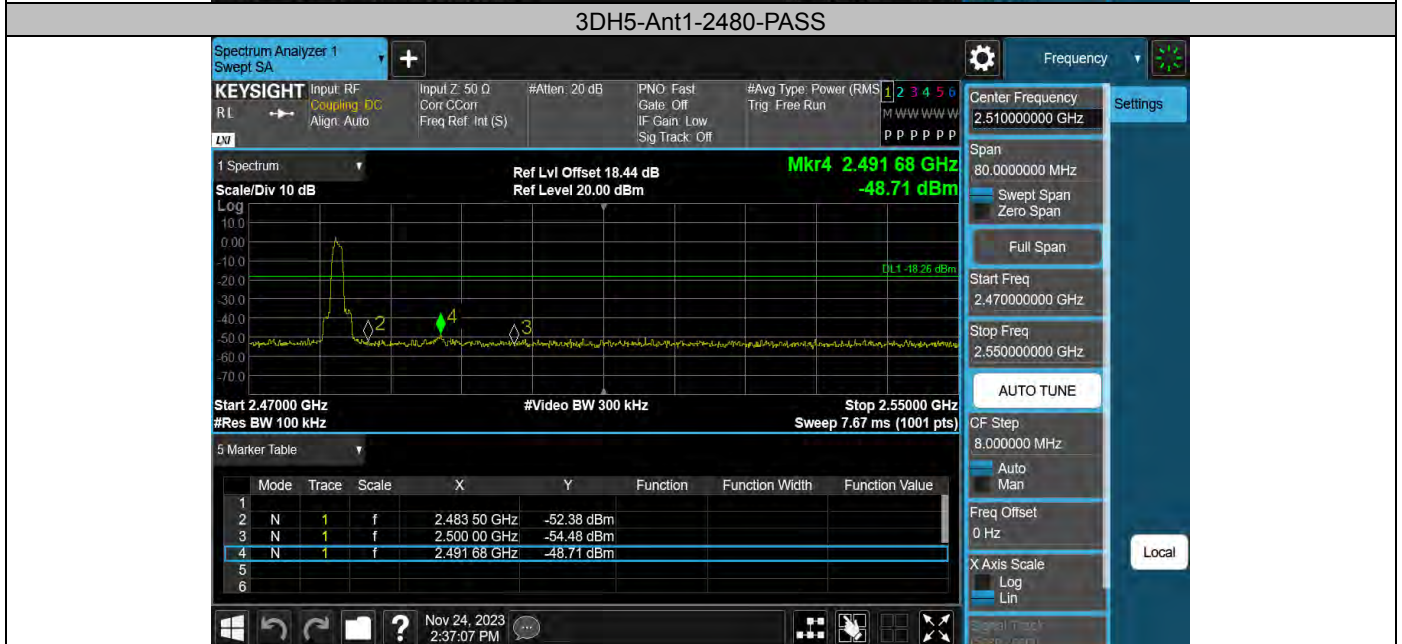 3DH5-Ant1-2480-PASS
Spectrum Analyzer 1
Swept SA
+
Frequency
KEYSIGHT
RL
LXI
Input: RF
Coupling: DC
Align: Auto
Input Z: 50 Ω
Corr CCorr
Freq Ref: Int (S)
#Atten: 20 dB
PNO: Fast
Gate: Off
IF Gain: Low
Sig Track: Off
#Avg Type: Power (RMS
Trig: Free Run
1 2 3 4 5 6
M W W W W W
P P P P P P
Center Frequency
2.510000000 GHz
Settings
Span
80.0000000 MHz
Swept Span
Zero Span
Full Span
Start Freq
2.470000000 GHz
Stop Freq
2.550000000 GHz
AUTO TUNE
CF Step
8.000000 MHz
Auto
Man
Freq Offset
0 Hz
X Axis Scale
Log
Lin
Signal Track
Local
1 Spectrum
Scale/Div 10 dB
Log
Ref Lvl Offset 18.44 dB
Ref Level 20.00 dBm
Mkr4 2.491 68 GHz
-48.71 dBm
10.0
0.00
-10.0
-20.0
-30.0
-40.0
-50.0
-60.0
-70.0
DL1 -18.26 dBm
2
4
3
Start 2.47000 GHz
#Res BW 100 kHz
#Video BW 300 kHz
Stop 2.55000 GHz
Sweep 7.67 ms (1001 pts)
5 Marker Table
Mode Trace Scale X Y Function Function Width Function Value
1
2 N 1 f 2.483 50 GHz -52.38 dBm
3 N 1 f 2.500 00 GHz -54.48 dBm
4 N 1 f 2.491 68 GHz -48.71 dBm
5
6
?
Nov 24, 2023
2:37:07 PM